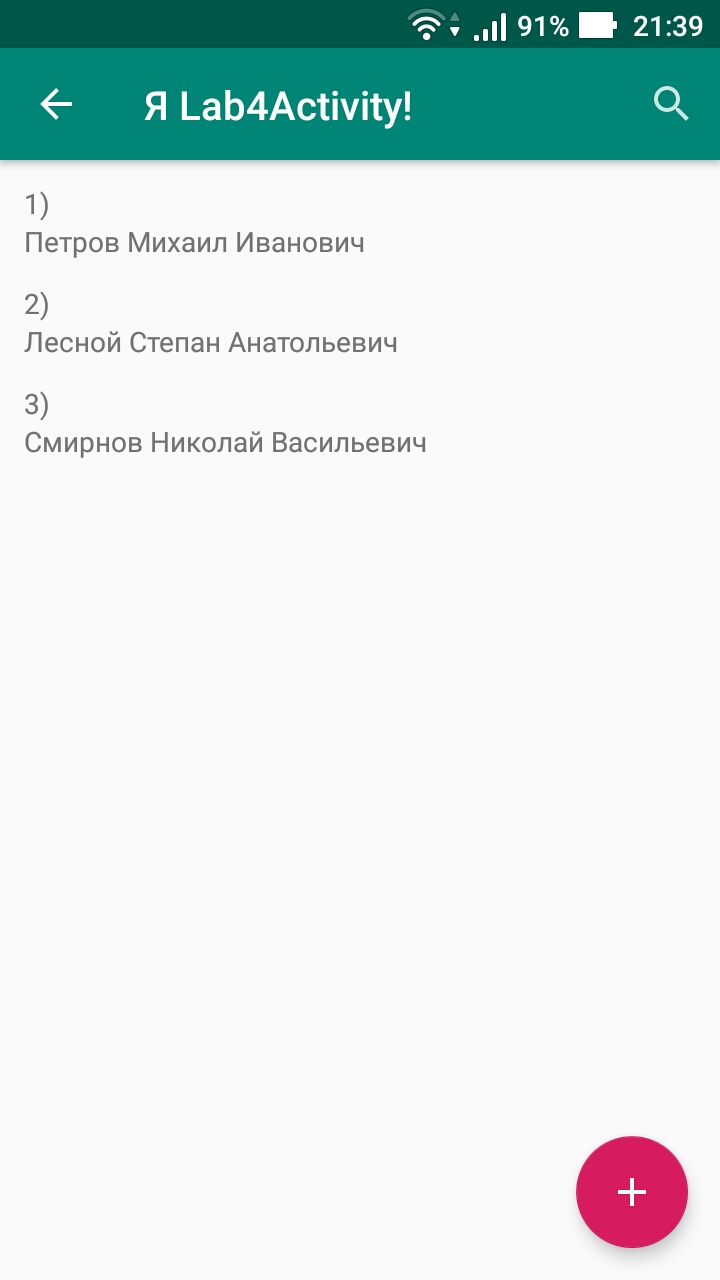 91% 21:39
Я Lab4Activity!
1)
Петров Михаил Иванович
2)
Лесной Степан Анатольевич
3)
Смирнов Николай Васильевич